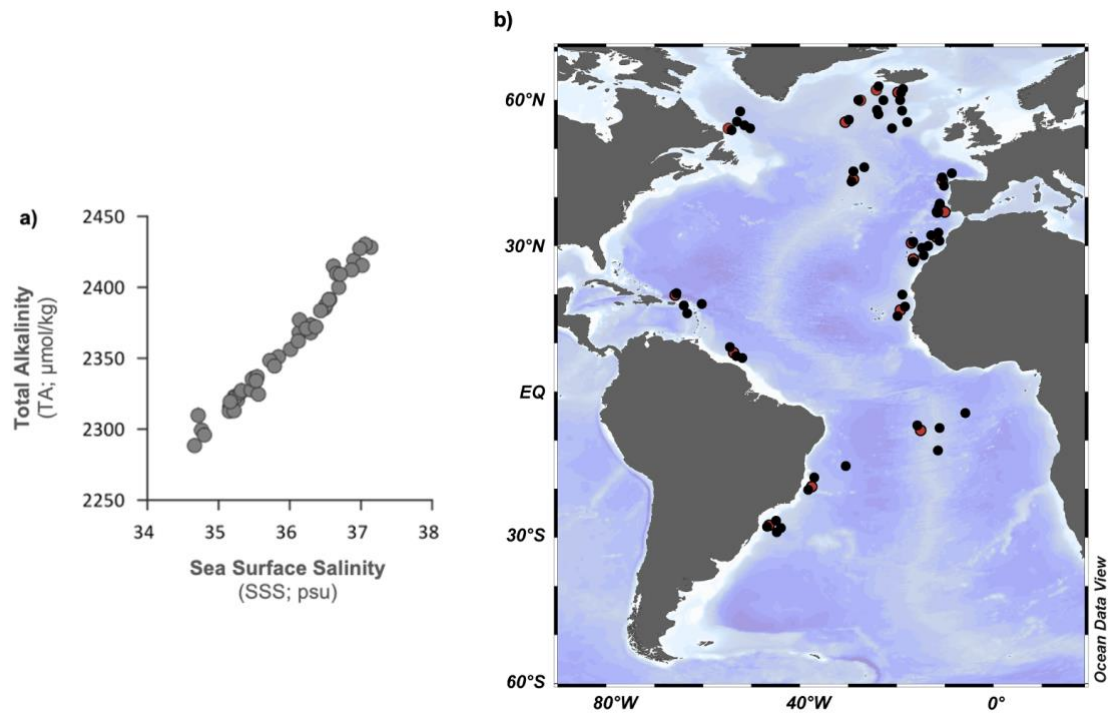 b)
a)
2450
2400
2350
2300
2250
34 35 36 37 38
Total Alkalinity
(TA; µmol/kg)
Sea Surface Salinity
(SSS; psu)
60°N
30°N
EQ
30°S
60°S
80°W 40°W 0°
Ocean Data View